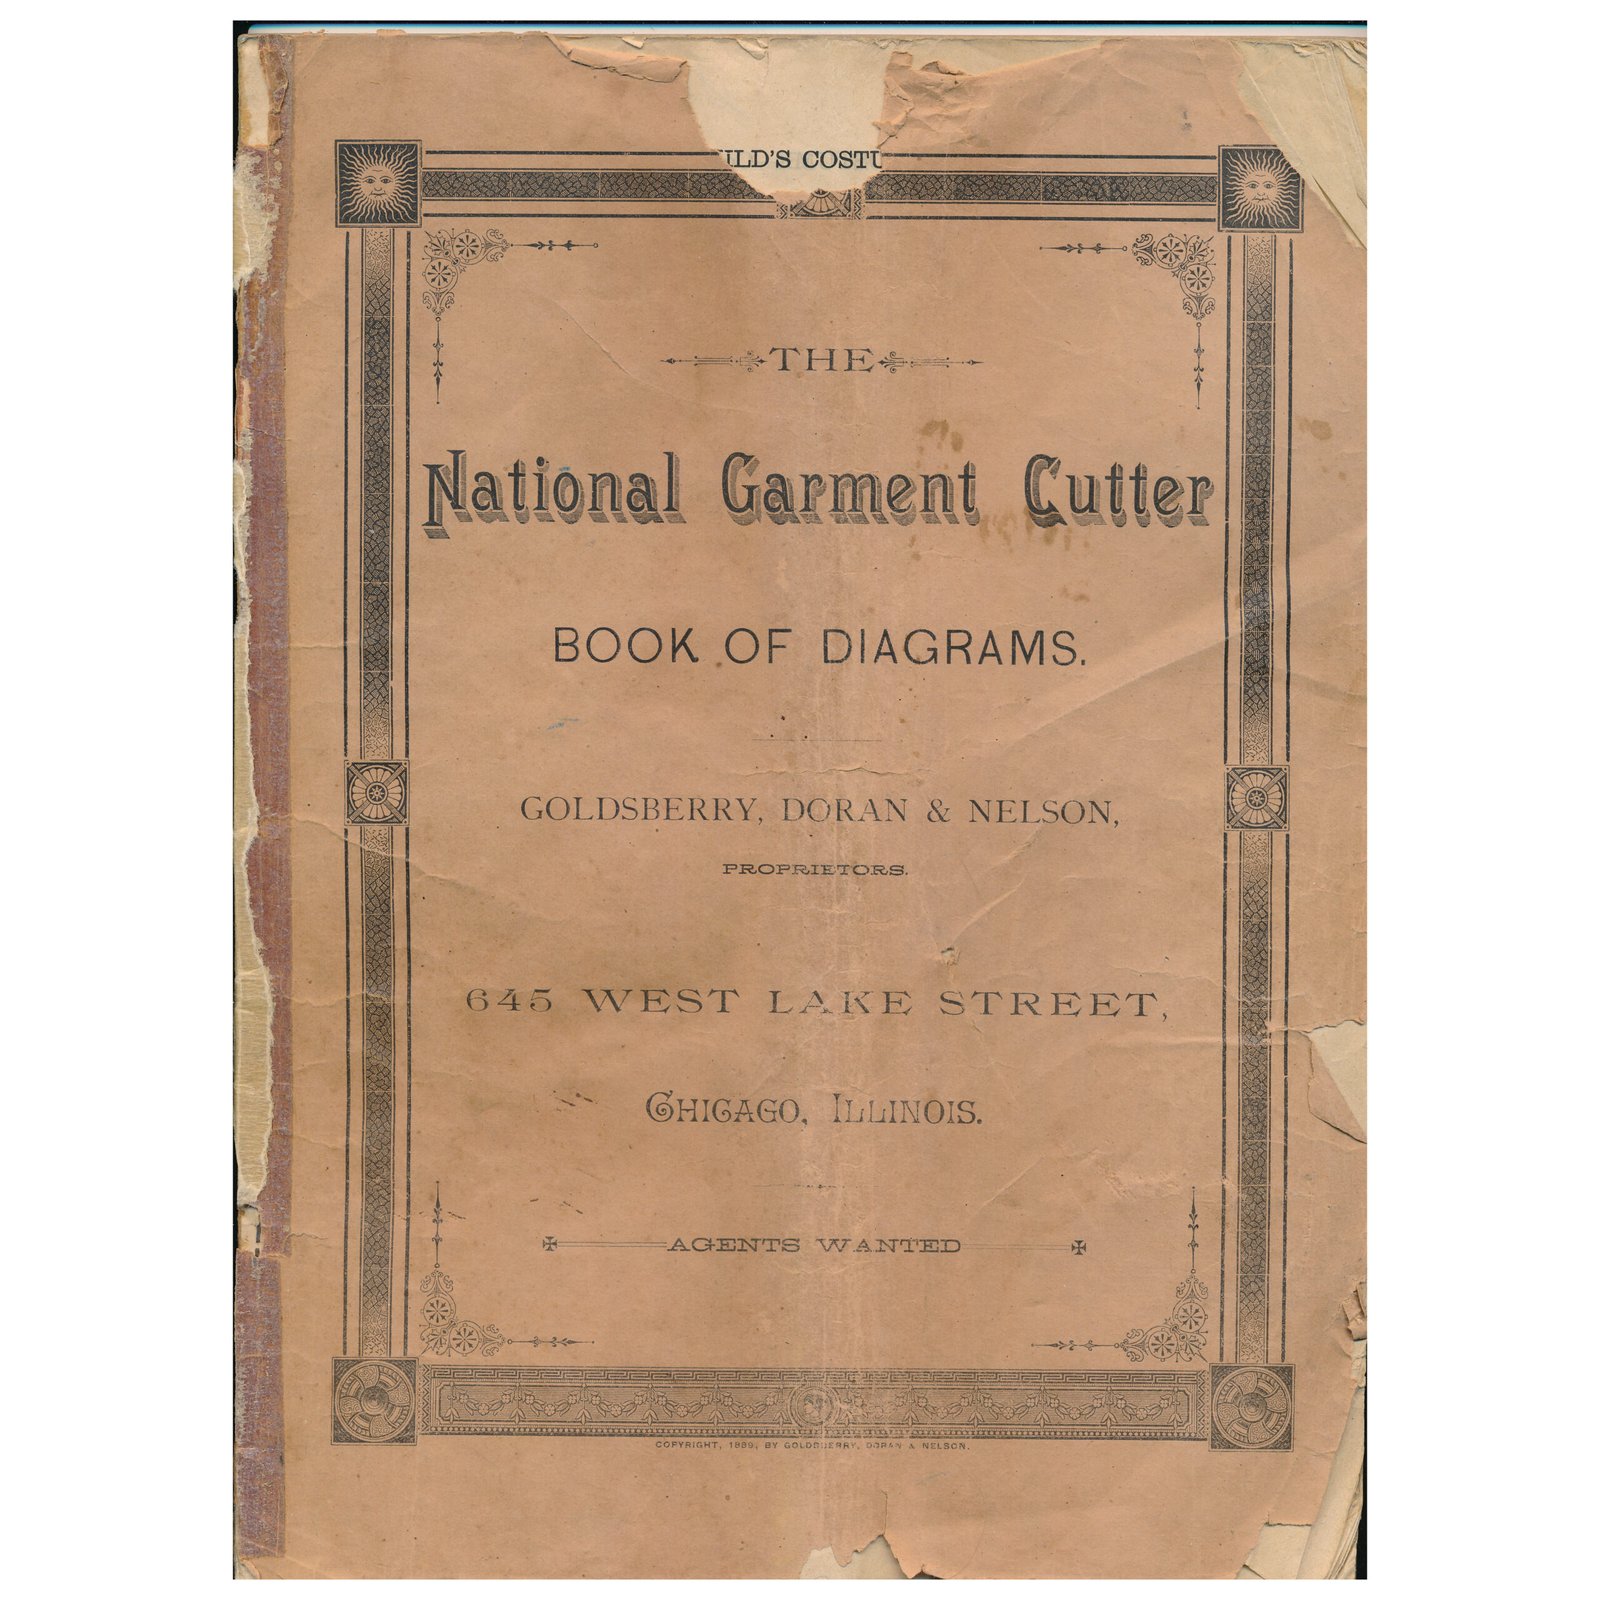 ILD'S COSTU
THE
National Garment Cutter
BOOK OF DIAGRAMS.
GOLDSBERRY, DORAN & NELSON,
PROPRIETORS.
645 WEST LAKE STREET,
CHICAGO, ILLINOIS.
AGENTS WANTED
COPYRIGHT, 1889, BY GOLDSBERRY, DORAN & NELSON.